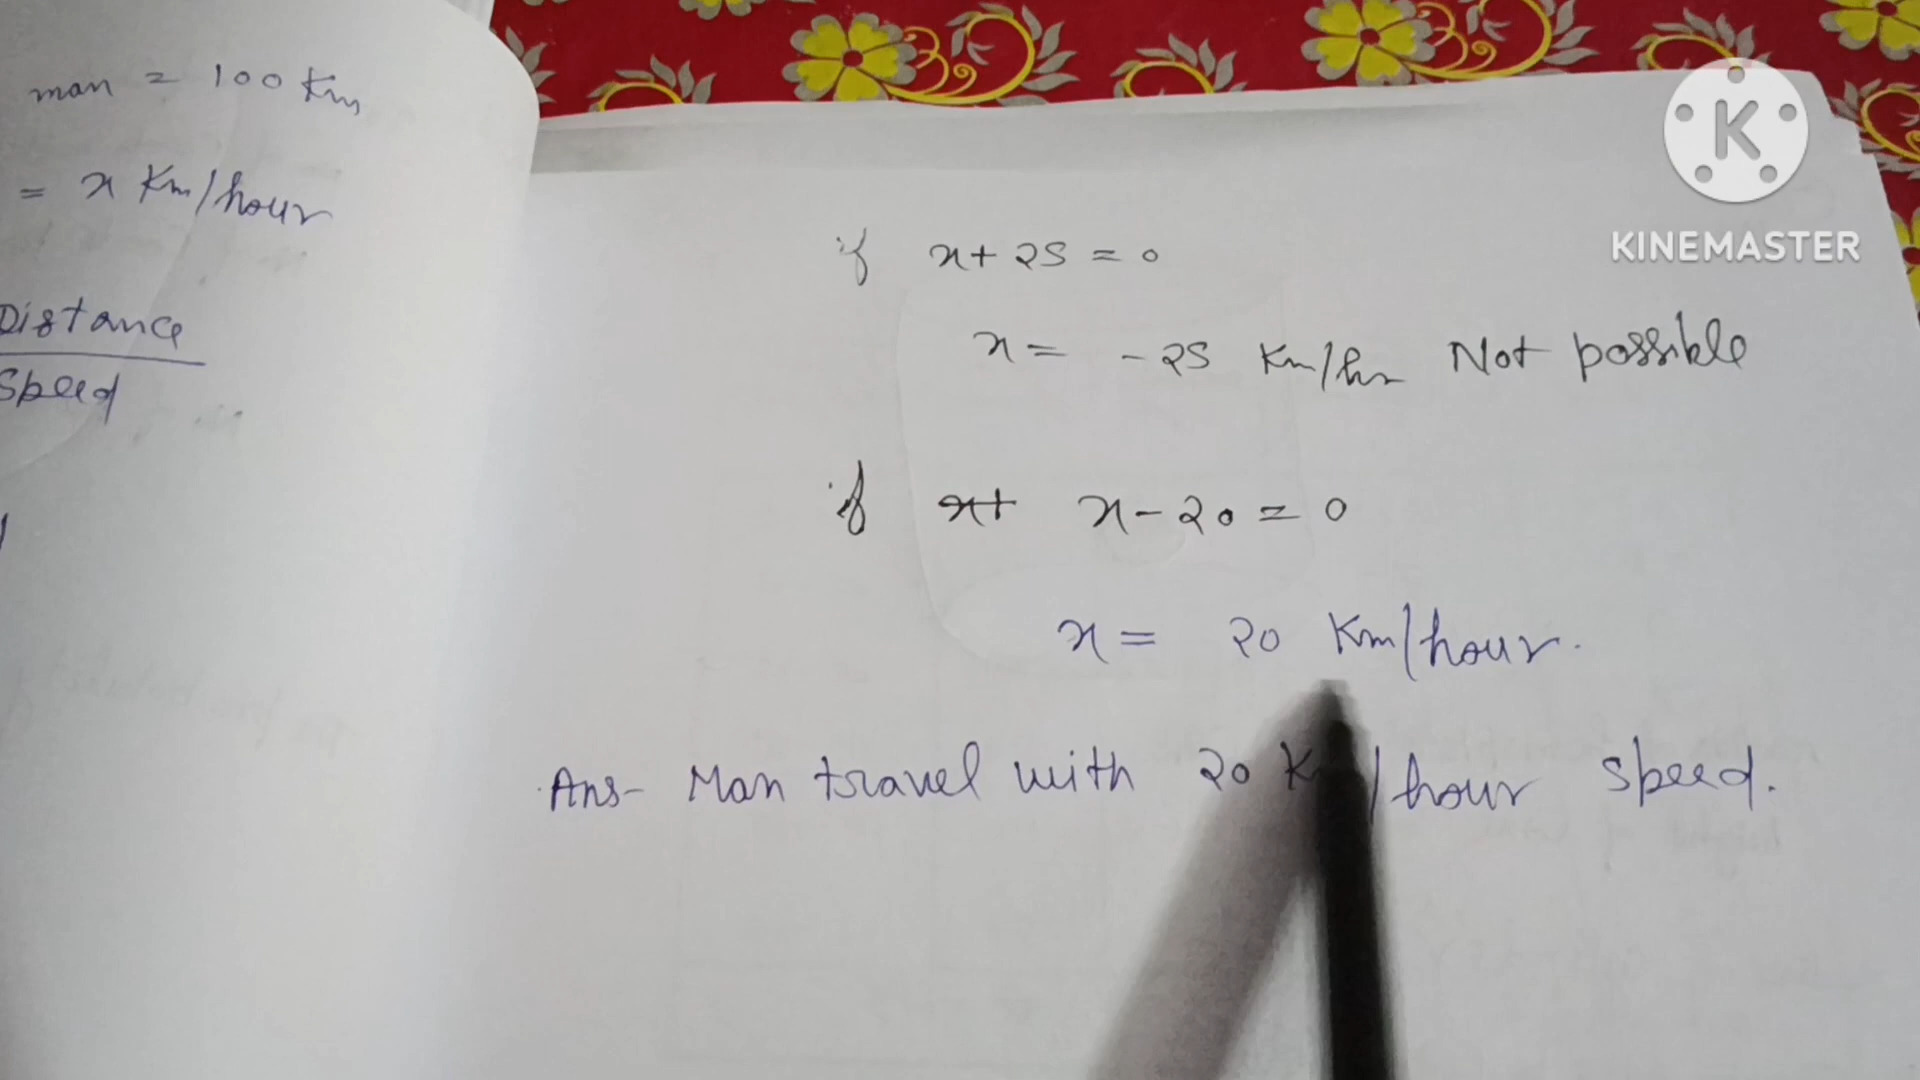 man = 100 Km
= x Km/hour
Distance
Speed
if x+25 = 0
x = -25 Km/hr Not possible
if x+ x-20 = 0
x = 20 Km/hour.
Ans- Man travel with 20 Km/hour speed.
K
KINEMASTER